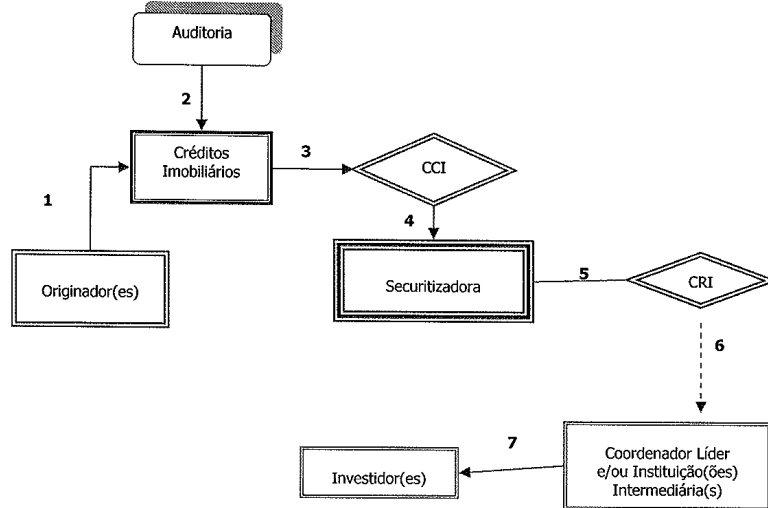 Auditoria
2
Créditos
Imobiliários
3
CCI
1
4
Originador(es)
Securitizadora
5
CRI
6
7
Coordenador Líder
e/ou Instituição(ões)
Intermediária(s)
Investidor(es)